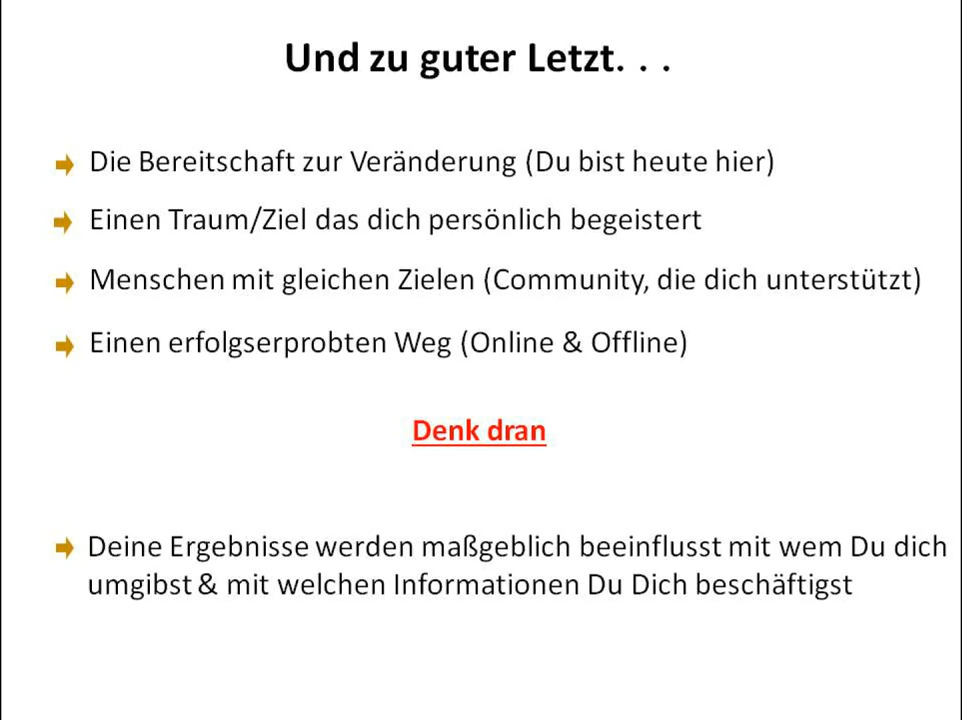 Und zu guter Letzt. . .
Die Bereitschaft zur Veränderung (Du bist heute hier)
Einen Traum/Ziel das dich persönlich begeistert
Menschen mit gleichen Zielen (Community, die dich unterstützt)
Einen erfolgserprobten Weg (Online & Offline)
Denk dran
Deine Ergebnisse werden maßgeblich beeinflusst mit wem Du dich
umgibst & mit welchen Informationen Du Dich beschäftigst